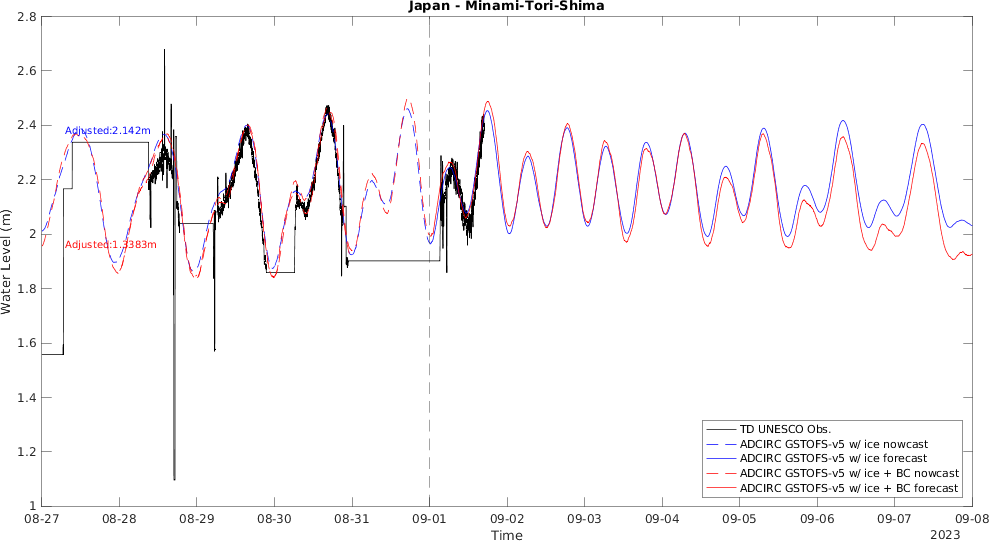 Japan - Minami-Tori-Shima
2.8
2.6
2.4
2.2
2
1.8
1.6
1.4
1.2
1
Water Level (m)
Adjusted:2.142m
Adjusted:1.3383m
TD UNESCO Obs.
ADCIRC GSTOFS-v5 w/ ice nowcast
ADCIRC GSTOFS-v5 w/ ice forecast
ADCIRC GSTOFS-v5 w/ ice + BC nowcast
ADCIRC GSTOFS-v5 w/ ice + BC forecast
08-27 08-28 08-29 08-30 08-31 09-01 09-02 09-03 09-04 09-05 09-06 09-07 09-08
Time
2023